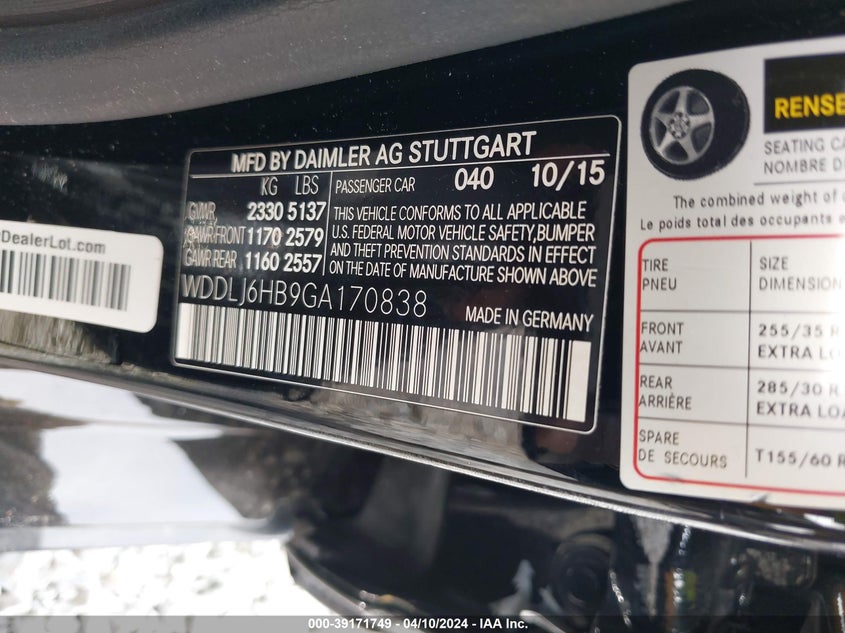 MFD BY DAIMLER AG STUTTGART
KG LBS
PASSENGER CAR 040 10/15
GVWR 2330 5137
GAWR FRONT 1170 2579
GAWR REAR 1160 2557
THIS VEHICLE CONFORMS TO ALL APPLICABLE
U.S. FEDERAL MOTOR VEHICLE SAFETY, BUMPER
AND THEFT PREVENTION STANDARDS IN EFFECT
ON THE DATE OF MANUFACTURE SHOWN ABOVE
WDDLJ6HB9GA170838
MADE IN GERMANY
DealerLot.com
RENSE
SEATING CA
NOMBRE D
The combined weight of
Le poids total des occupants e
TIRE SIZE
PNEU DIMENSION
FRONT 255/35 R
AVANT EXTRA LO
REAR 285/30 R
ARRIÈRE EXTRA LOA
SPARE
DE SECOURS T155/60 R
000-39171749 - 04/10/2024 - IAA Inc.